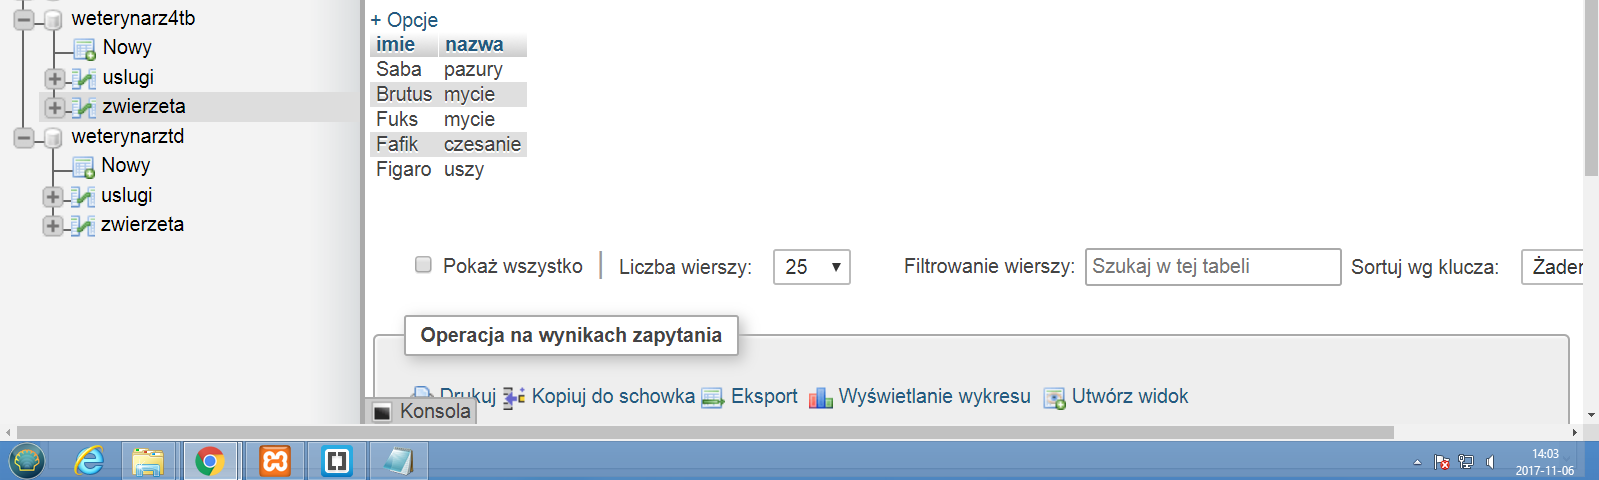 weterynarz4tb
Nowy
uslugi
zwierzeta
weterynarztd
Nowy
uslugi
zwierzeta
+ Opcje
imie nazwa
Saba pazury
Brutus mycie
Fuks mycie
Fafik czesanie
Figaro uszy
Pokaż wszystko Liczba wierszy: 25 Filtrowanie wierszy: Szukaj w tej tabeli Sortuj wg klucza: Żaden
Operacja na wynikach zapytania
Drukuj Kopiuj do schowka Eksport Wyświetlanie wykresu Utwórz widok
Konsola
14:03
2017-11-06